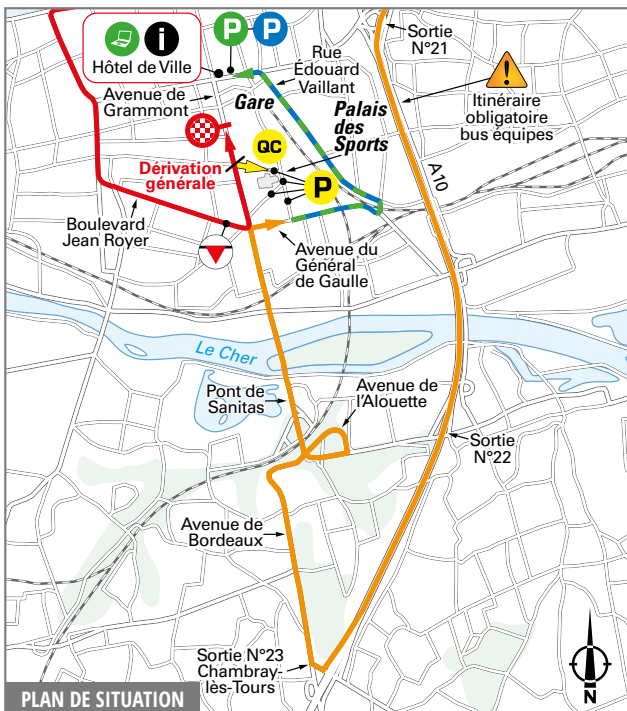 P P
i
Hôtel de Ville
Rue
Édouard
Vaillant
Sortie
N°21
Avenue de
Grammont
Gare
Palais
des
Sports
Itinéraire
obligatoire
bus équipes
QC
Dérivation
générale
P
A10
Boulevard
Jean Royer
Avenue du
Général
de Gaulle
Le Cher
Pont de
Sanitas
Avenue de
l'Alouette
Sortie
N°22
Avenue de
Bordeaux
Sortie N°23
Chambray-
lès-Tours
N
PLAN DE SITUATION